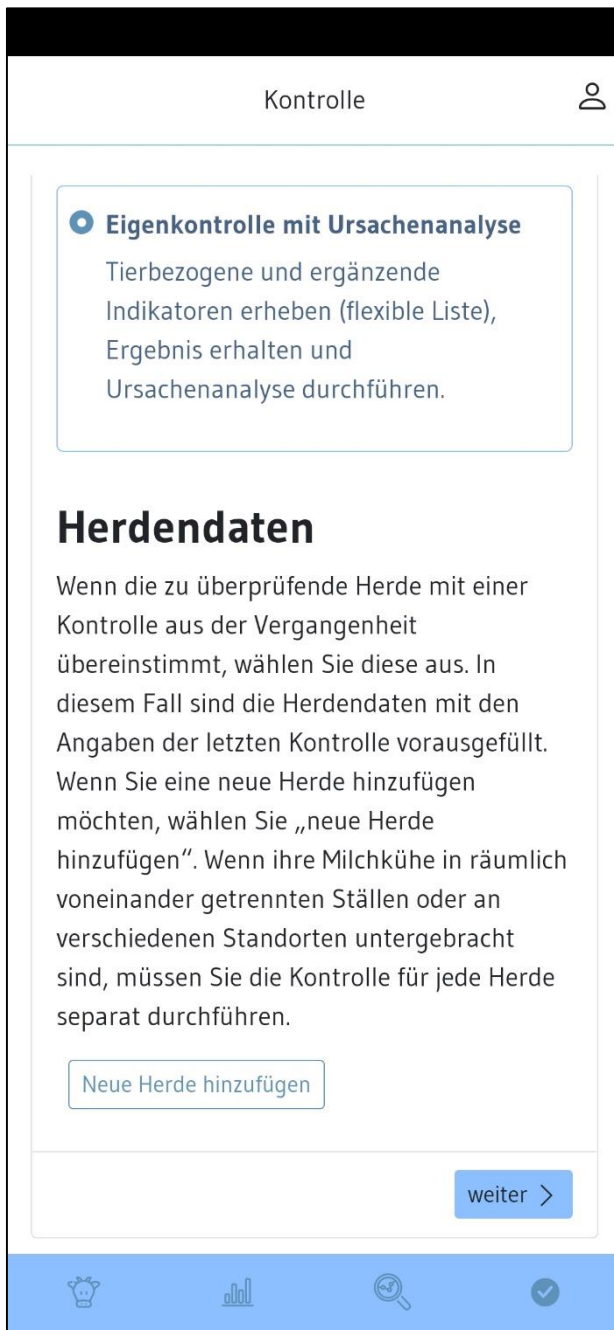 Kontrolle
Eigenkontrolle mit Ursachenanalyse
Tierbezogene und ergänzende
Indikatoren erheben (flexible Liste),
Ergebnis erhalten und
Ursachenanalyse durchführen.
Herdendaten
Wenn die zu überprüfende Herde mit einer
Kontrolle aus der Vergangenheit
übereinstimmt, wählen Sie diese aus. In
diesem Fall sind die Herdendaten mit den
Angaben der letzten Kontrolle vorausgefüllt.
Wenn Sie eine neue Herde hinzufügen
möchten, wählen Sie „neue Herde
hinzufügen“. Wenn ihre Milchkühe in räumlich
voneinander getrennten Ställen oder an
verschiedenen Standorten untergebracht
sind, müssen Sie die Kontrolle für jede Herde
separat durchführen.
Neue Herde hinzufügen
weiter